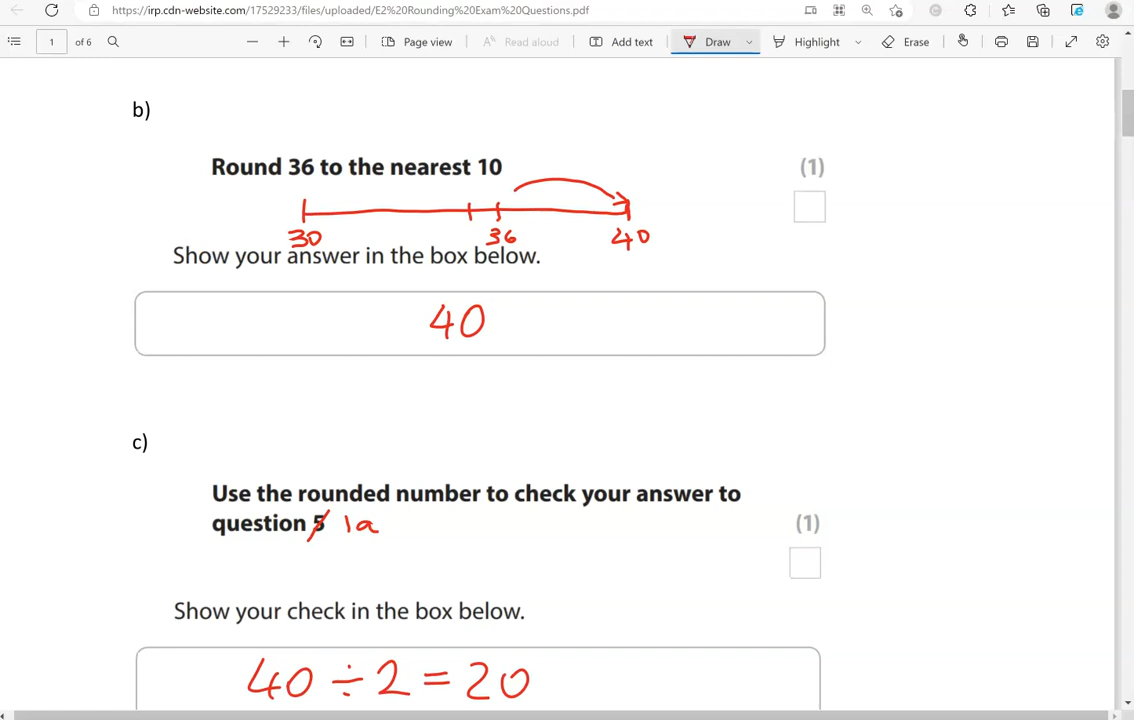 https://irp.cdn-website.com/17529233/files/uploaded/E2%20Rounding%20Exam%20Questions.pdf
1 of 6 Page view Read aloud Add text Draw Highlight Erase
b)
Round 36 to the nearest 10 (1)
30 36 40
Show your answer in the box below.
40
c)
Use the rounded number to check your answer to
question 5 1a (1)
Show your check in the box below.
40 ÷ 2 = 20